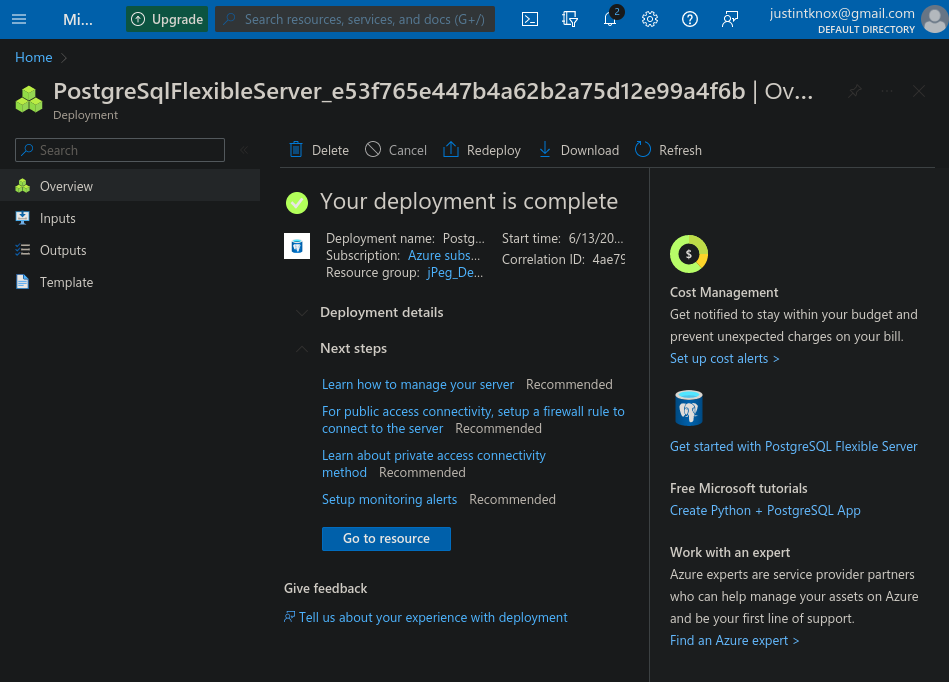 Mi...
Upgrade
Search resources, services, and docs (G+/)
2
justintknox@gmail.com
DEFAULT DIRECTORY
Home
PostgreSqlFlexibleServer_e53f765e447b4a62b2a75d12e99a4f6b | Ov...
Deployment
Search
Overview
Inputs
Outputs
Template
Delete
Cancel
Redeploy
Download
Refresh
Your deployment is complete
Deployment name: Postg...
Subscription: Azure subs...
Resource group: jPeg_De...
Start time: 6/13/20...
Correlation ID: 4ae79
Deployment details
Next steps
Learn how to manage your server Recommended
For public access connectivity, setup a firewall rule to
connect to the server Recommended
Learn about private access connectivity
method Recommended
Setup monitoring alerts Recommended
Go to resource
Give feedback
Tell us about your experience with deployment
$
Cost Management
Get notified to stay within your budget and
prevent unexpected charges on your bill.
Set up cost alerts >
Get started with PostgreSQL Flexible Server
Free Microsoft tutorials
Create Python + PostgreSQL App
Work with an expert
Azure experts are service provider partners
who can help manage your assets on Azure
and be your first line of support.
Find an Azure expert >